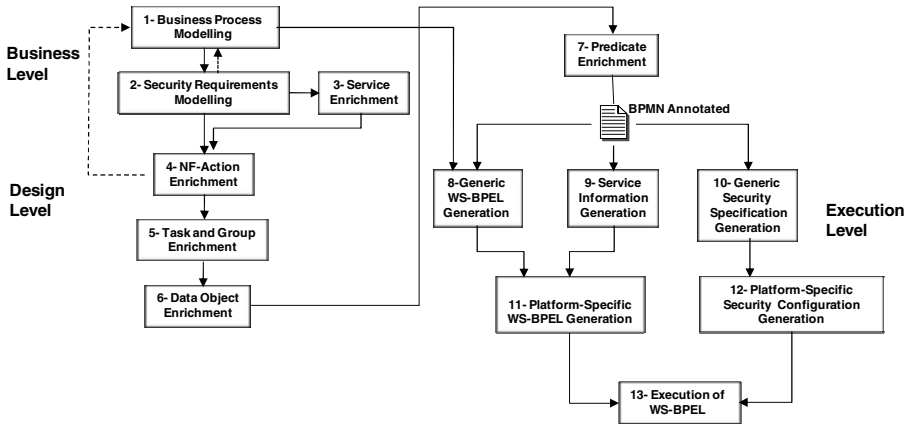 1- Business Process
Modelling
Business
Level
2- Security Requirements
Modelling
3- Service
Enrichment
7- Predicate
Enrichment
BPMN Annotated
4- NF-Action
Enrichment
Design
Level
5- Task and Group
Enrichment
6- Data Object
Enrichment
8-Generic
WS-BPEL
Generation
9- Service
Information
Generation
10- Generic
Security
Specification
Generation
Execution
Level
11- Platform-Specific
WS-BPEL Generation
12- Platform-Specific
Security Configuration
Generation
13- Execution of
WS-BPEL